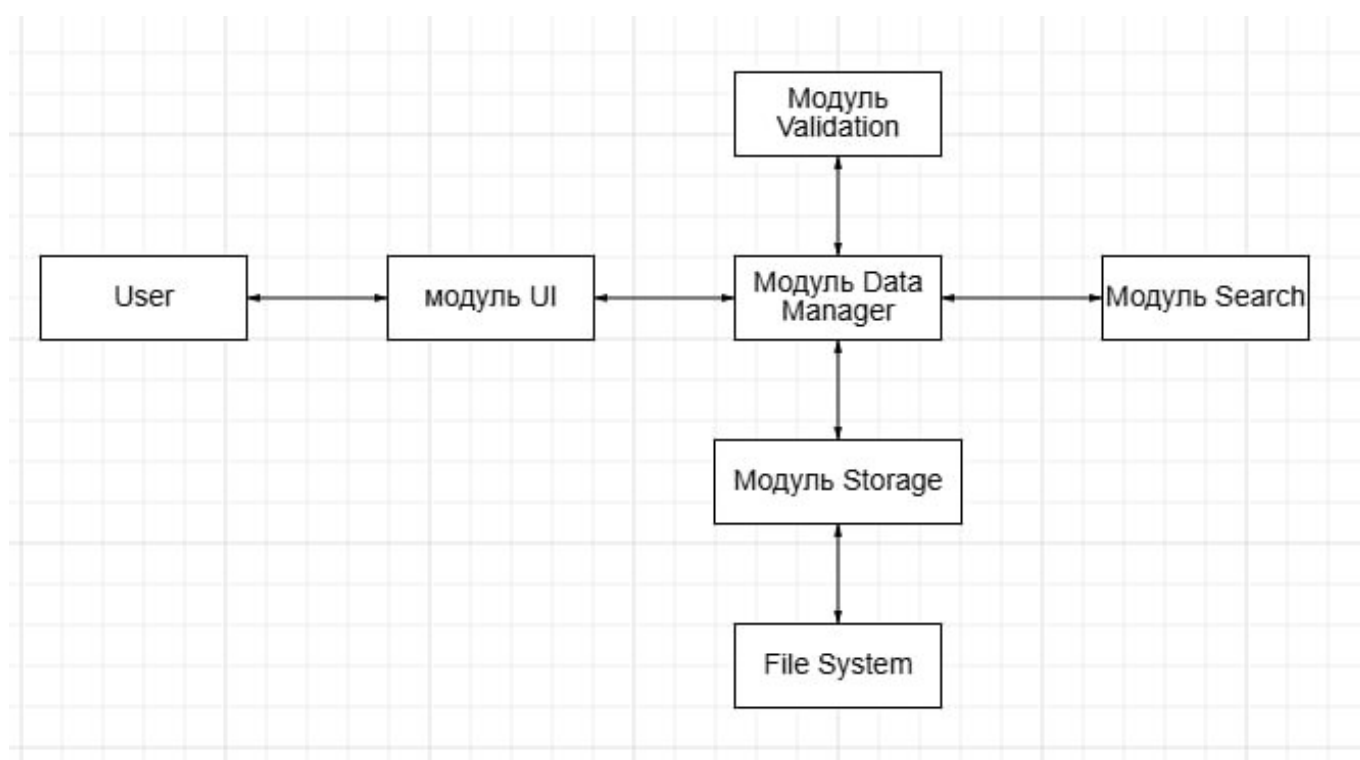 Модуль
Validation
User
модуль UI
Модуль Data
Manager
Модуль Search
Модуль Storage
File System